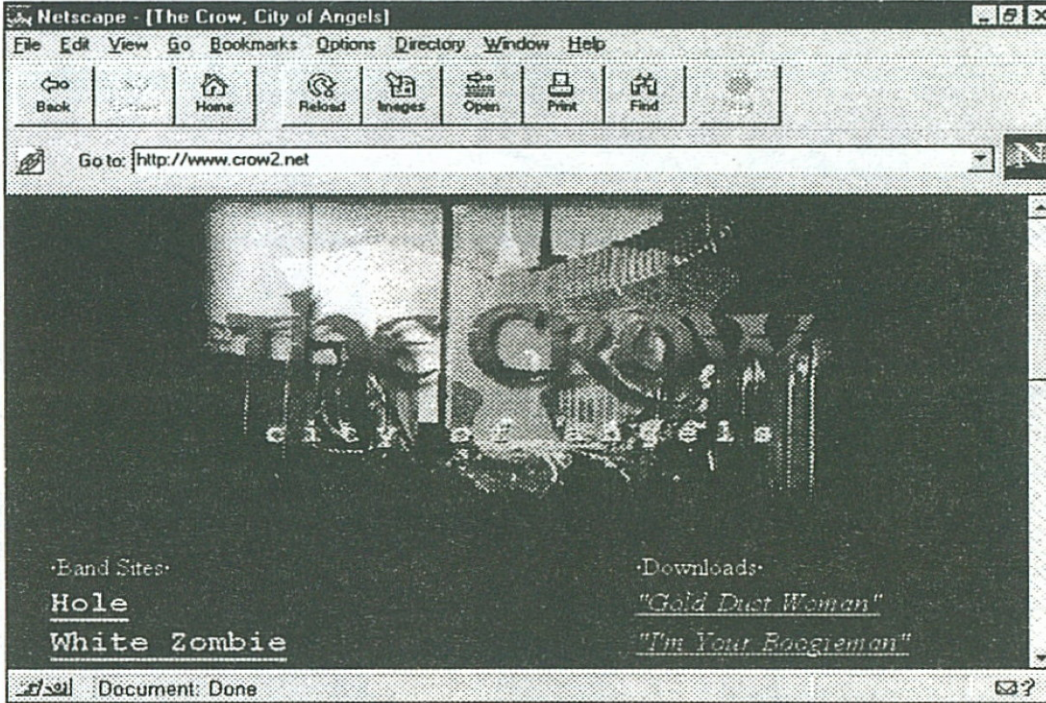 Netscape - [The Crow, City of Angels]
File Edit View Go Bookmarks Options Directory Window Help
Back Home Reload Images Open Print Find
Go to: http://www.crow2.net
N
The CROW
city of angels
·Band Sites· ·Downloads·
Hole "Gold Dust Woman"
White Zombie "I'm Your Boogieman"
Document: Done
?